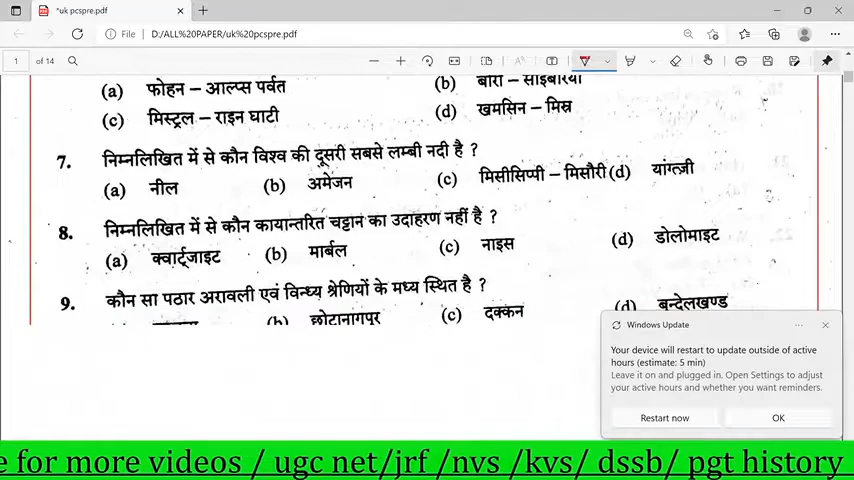 *uk pcspre.pdf
File | D:/ALL%20PAPER/uk%20pcspre.pdf
1 of 14
(a) फोहन – आल्प्स पर्वत (b) बोरा – साइबेरिया
(c) मिस्ट्रल – राइन घाटी (d) खमसिन – मिस्र
7. निम्नलिखित में से कौन विश्व की दूसरी सबसे लम्बी नदी है ?
(a) नील (b) अमेजन (c) मिसीसिप्पी – मिसौरी (d) यांग्त्ज़ी
8. निम्नलिखित में से कौन कायान्तरित चट्टान का उदाहरण नहीं है ?
(a) क्वार्ट्जाइट (b) मार्बल (c) नाइस (d) डोलोमाइट
9. कौन सा पठार अरावली एवं विन्ध्य श्रेणियों के मध्य स्थित है ?
(b) छोटानागपुर (c) दक्कन (d) बुन्देलखण्ड
Windows Update
Your device will restart to update outside of active
hours (estimate: 5 min)
Leave it on and plugged in. Open Settings to adjust
your active hours and whether you want reminders.
Restart now OK
e for more videos / ugc net/jrf /nvs /kvs/ dssb/ pgt history